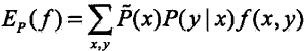 E_P(f) = \sum_{x,y} \tilde{P}(x)P(y|x)f(x,y)